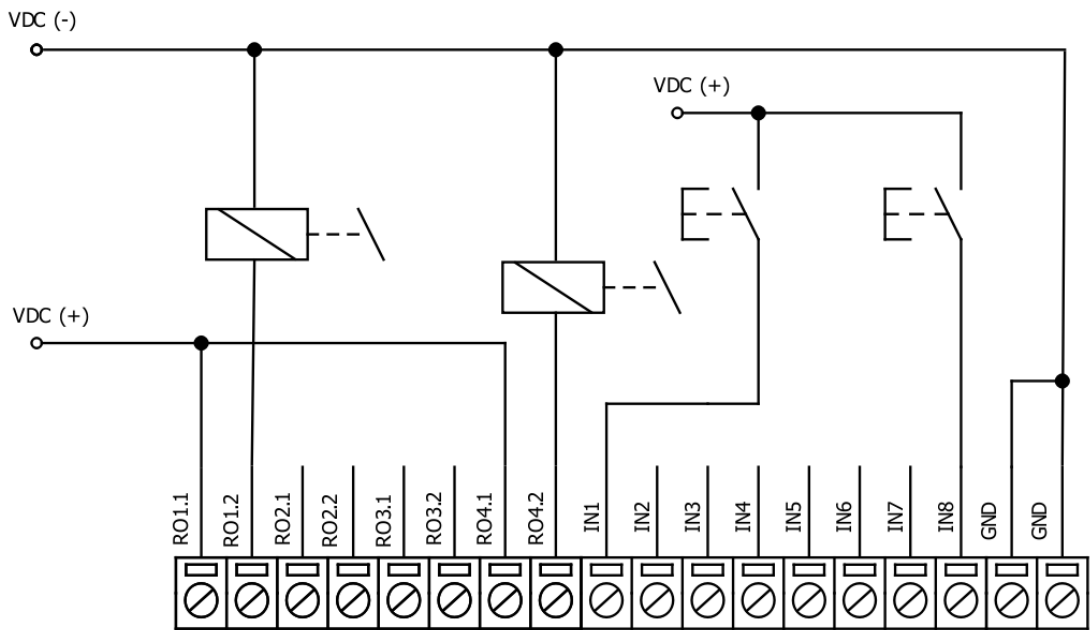 VDC (-)
VDC (+)
VDC (+)
RO1.1
RO1.2
RO2.1
RO2.2
RO3.1
RO3.2
RO4.1
RO4.2
IN1
IN2
IN3
IN4
IN5
IN6
IN7
IN8
GND
GND